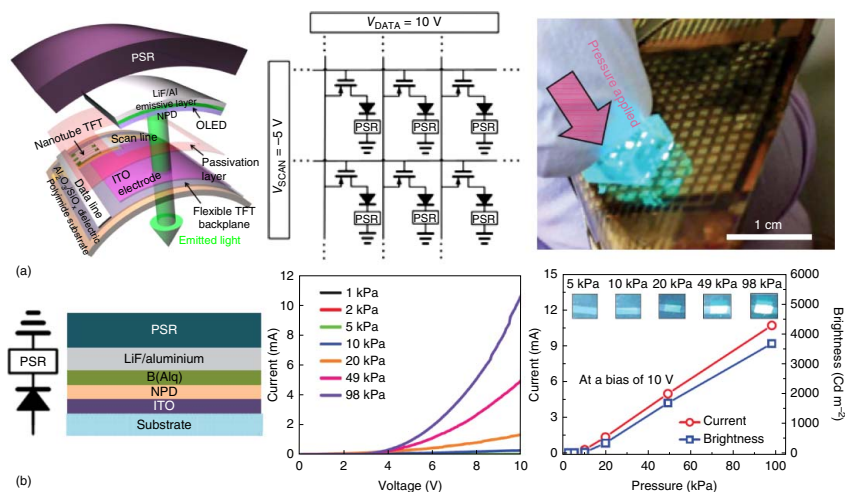 V_DATA = 10 V
PSR
LiF/Al
emissive layer
NPD
OLED
Nanotube TFT
Scan line
Passivation
layer
ITO
electrode
Data line
Al2O3/SiOx dielectric
Polyimide substrate
Flexible TFT
backplane
Emitted light
V_SCAN = –5 V
PSR PSR PSR
PSR PSR PSR
Pressure applied
1 cm
(a)
PSR
PSR
LiF/aluminium
B(Alq)
NPD
ITO
Substrate
12
10
8
6
4
2
0
Current (mA)
1 kPa
2 kPa
5 kPa
10 kPa
20 kPa
49 kPa
98 kPa
0 2 4 6 8 10
Voltage (V)
15
12
9
6
3
0
Current (mA)
5 kPa 10 kPa 20 kPa 49 kPa 98 kPa
At a bias of 10 V
Current
Brightness
6000
5000
4000
3000
2000
1000
0
Brightness (Cd m–2)
0 20 40 60 80 100
Pressure (kPa)
(b)